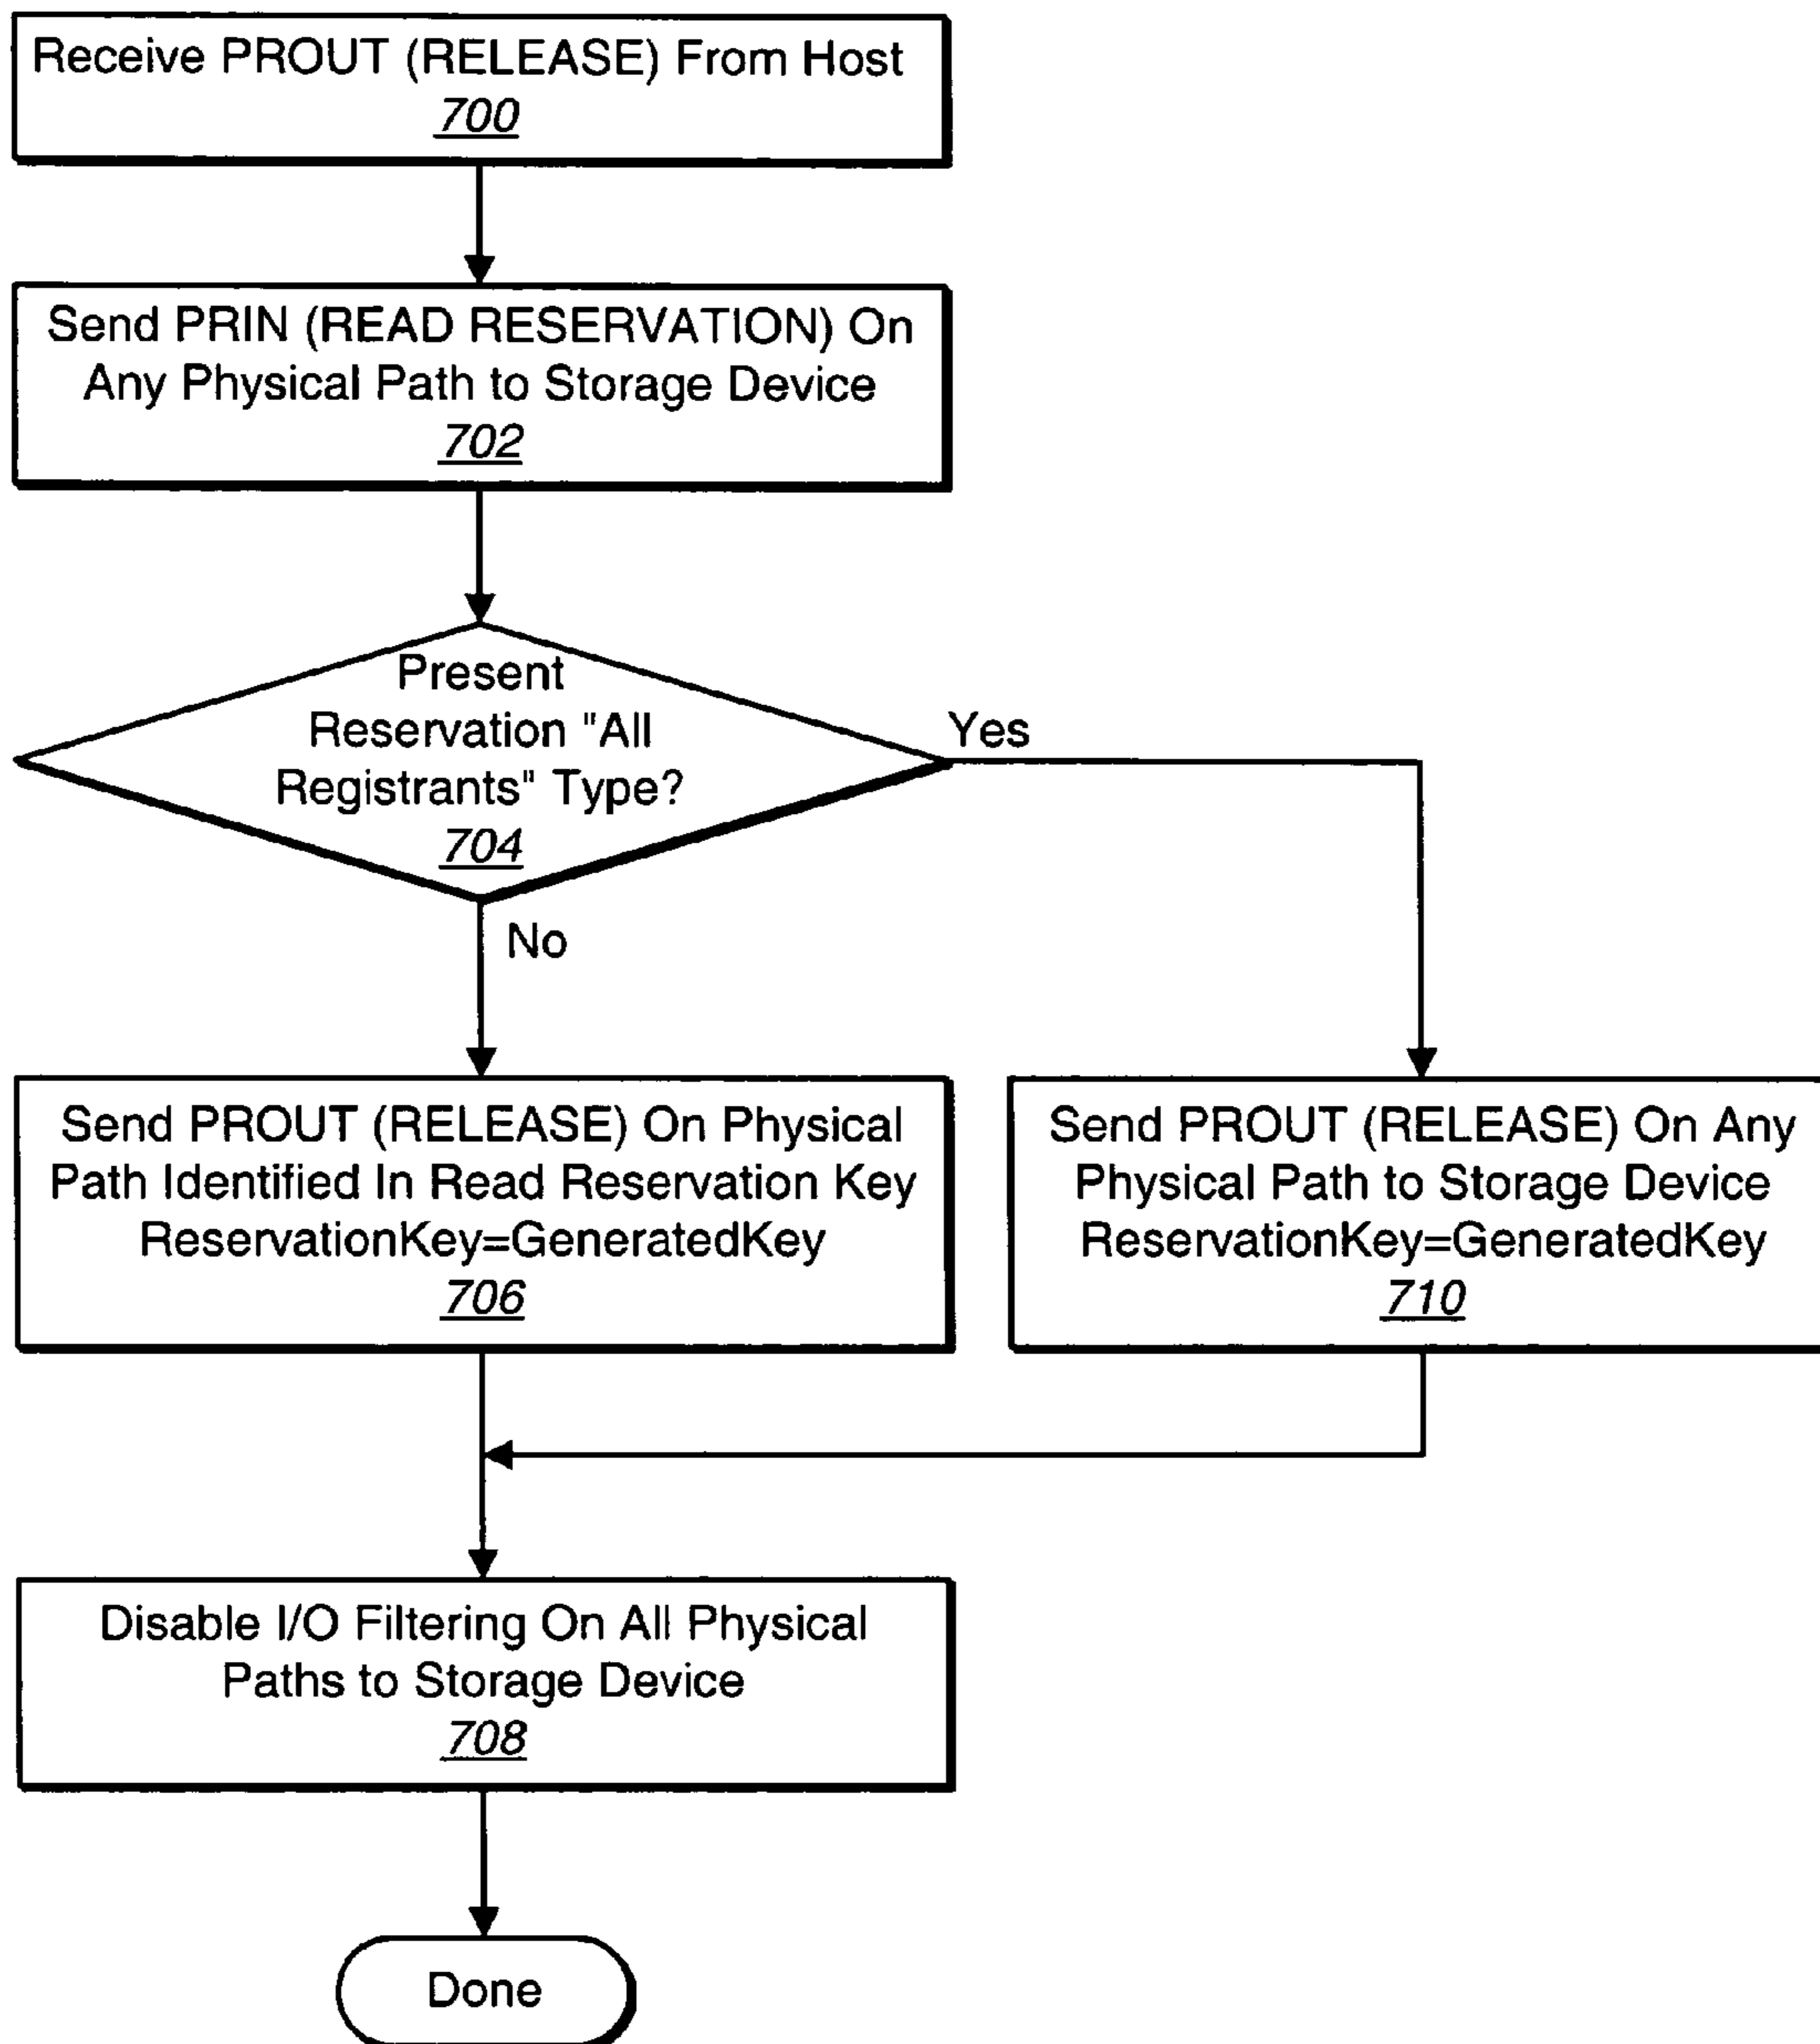 Receive PROUT (RELEASE) From Host
700
Send PRIN (READ RESERVATION) On
Any Physical Path to Storage Device
702
Present
Reservation "All
Registrants" Type?
704
Yes
No
Send PROUT (RELEASE) On Physical
Path Identified In Read Reservation Key
ReservationKey=GeneratedKey
706
Send PROUT (RELEASE) On Any
Physical Path to Storage Device
ReservationKey=GeneratedKey
710
Disable I/O Filtering On All Physical
Paths to Storage Device
708
Done